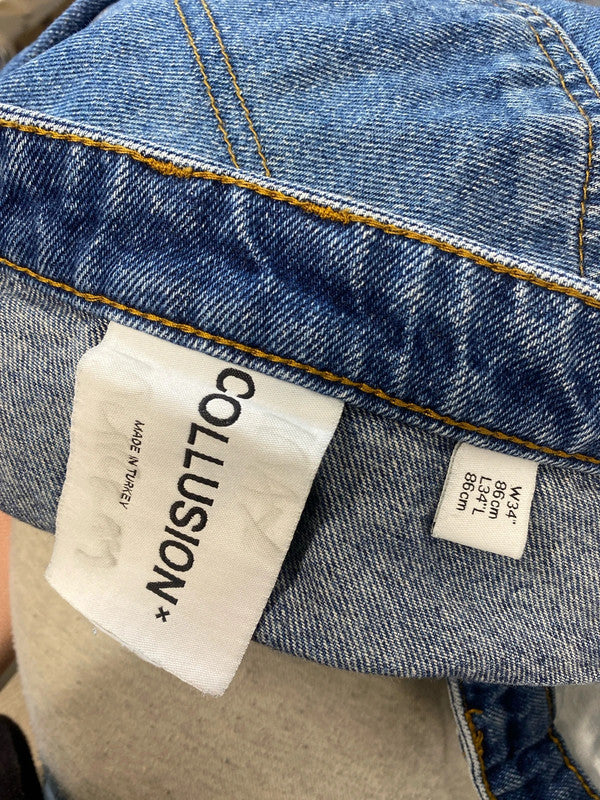 COLLUSION×
MADE IN TURKEY
W34"
86cm
L34"L
86cm